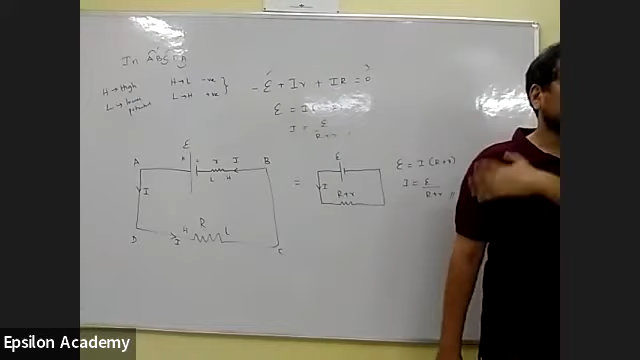 In ABCDA
H → High
L → lower
potential
H → L -ve
L → H +ve
- ε + Ir + IR = 0
ε = I
I = ε / R+r
A
ε
H
L
r
I
B
L H
I
D
I
H
R
L
C
=
ε
I
R+r
ε = I (R+r)
I = ε / R+r //
Epsilon Academy